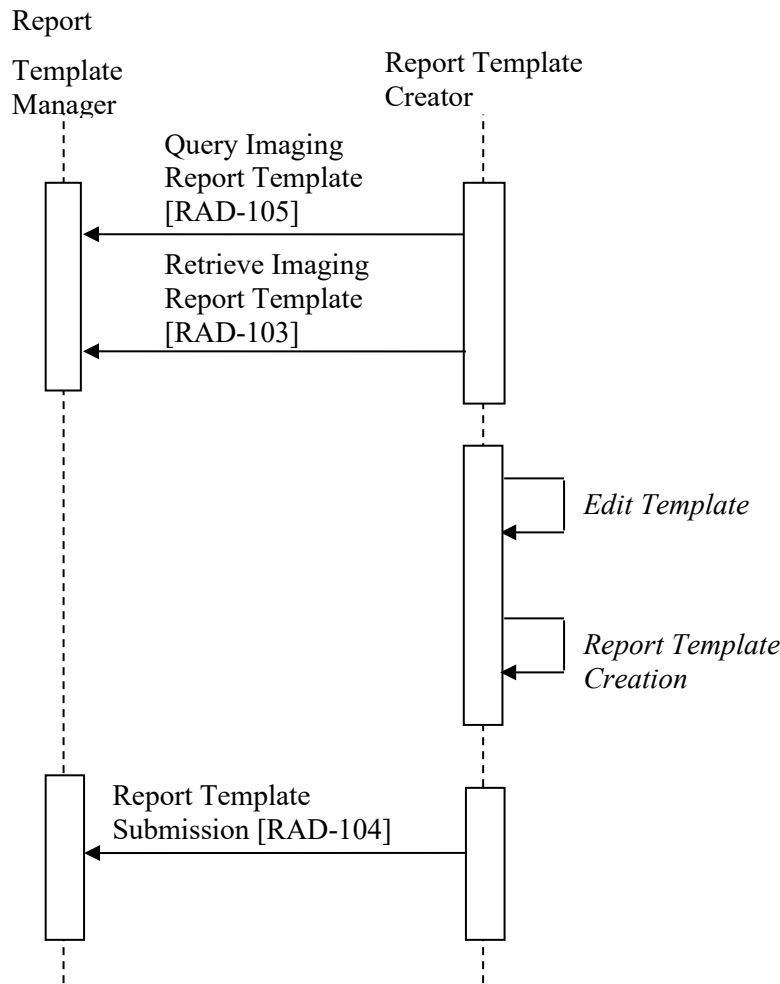 Report
Template
Manager
Report Template
Creator
Query Imaging
Report Template
[RAD-105]
Retrieve Imaging
Report Template
[RAD-103]
Edit Template
Report Template
Creation
Report Template
Submission [RAD-104]